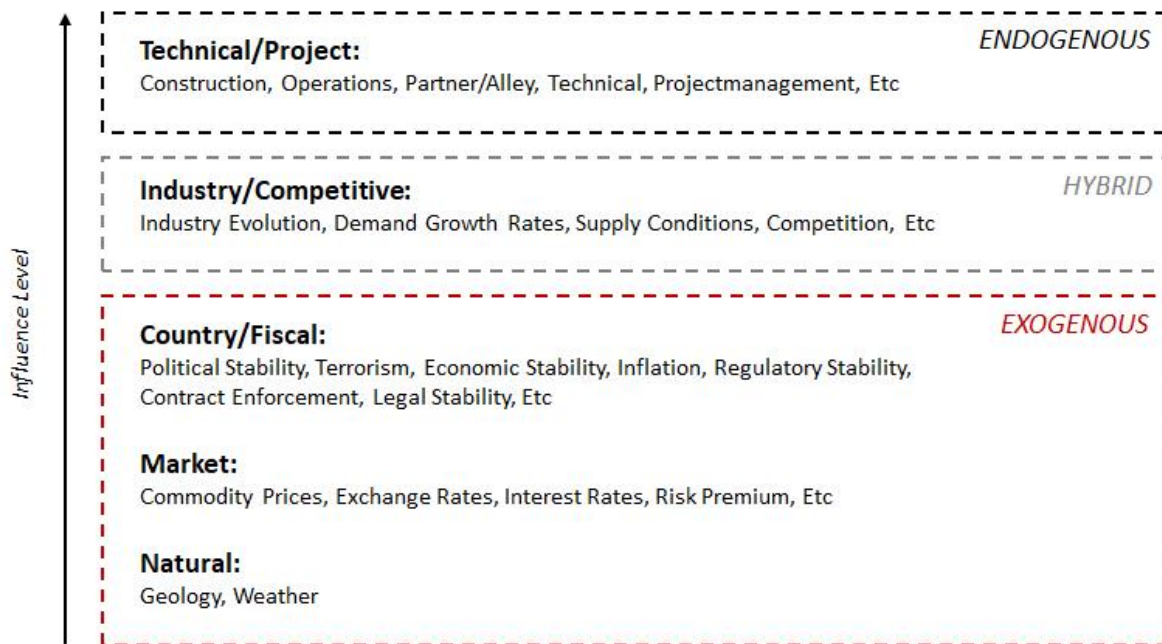 ENDOGENOUS
Technical/Project:
Construction, Operations, Partner/Alley, Technical, Projectmanagement, Etc
HYBRID
Industry/Competitive:
Industry Evolution, Demand Growth Rates, Supply Conditions, Competition, Etc
Influence Level
EXOGENOUS
Country/Fiscal:
Political Stability, Terrorism, Economic Stability, Inflation, Regulatory Stability,
Contract Enforcement, Legal Stability, Etc
Market:
Commodity Prices, Exchange Rates, Interest Rates, Risk Premium, Etc
Natural:
Geology, Weather